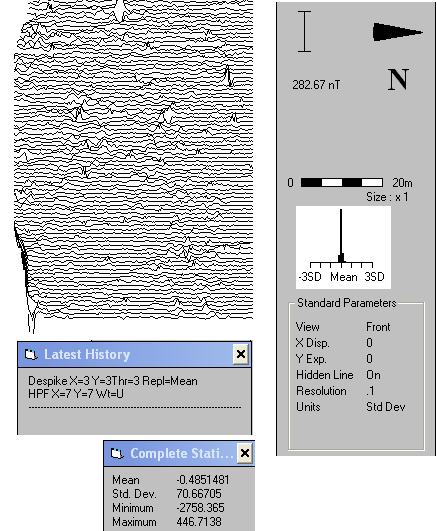 282.67 nT
N
0 20m
Size : x 1
-3SD Mean 3SD
Standard Parameters
View Front
X Disp. 0
Y Exp. 0
Hidden Line On
Resolution .1
Units Std Dev
Latest History
Despike X=3 Y=3Thr=3 Repl=Mean
HPF X=7 Y=7 Wt=U
Complete Stati...
Mean -0.4851481
Std. Dev. 70.66705
Minimum -2758.365
Maximum 446.7138